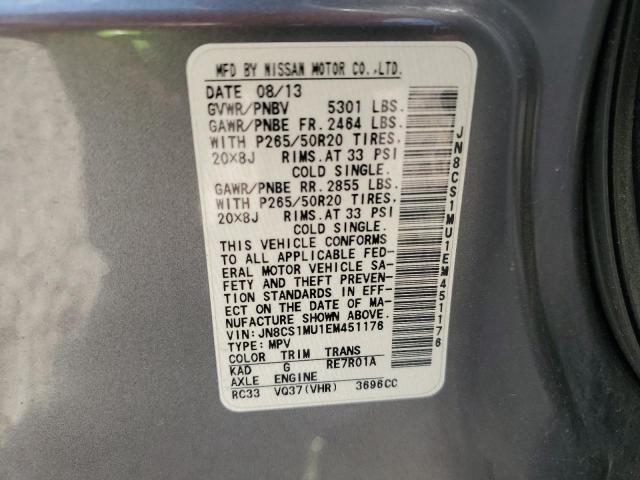 MFD BY NISSAN MOTOR CO.,LTD.
DATE 08/13
GVWR/PNBV 5301 LBS.
GAWR/PNBE FR. 2464 LBS.
WITH P265/50R20 TIRES,
20X8J RIMS.AT 33 PSI
COLD SINGLE.
GAWR/PNBE RR. 2855 LBS.
WITH P265/50R20 TIRES,
20X8J RIMS.AT 33 PSI
COLD SINGLE.
THIS VEHICLE CONFORMS
TO ALL APPLICABLE FED-
ERAL MOTOR VEHICLE SA-
FETY AND THEFT PREVEN-
TION STANDARDS IN EFF-
ECT ON THE DATE OF MA-
NUFACTURE SHOWN ABOVE.
VIN: JN8CS1MU1EM451176
TYPE: MPV
COLOR TRIM TRANS
KAD G RE7R01A
AXLE ENGINE
RC33 VQ37(VHR) 3696CC
JN8CS1MU1EM451176